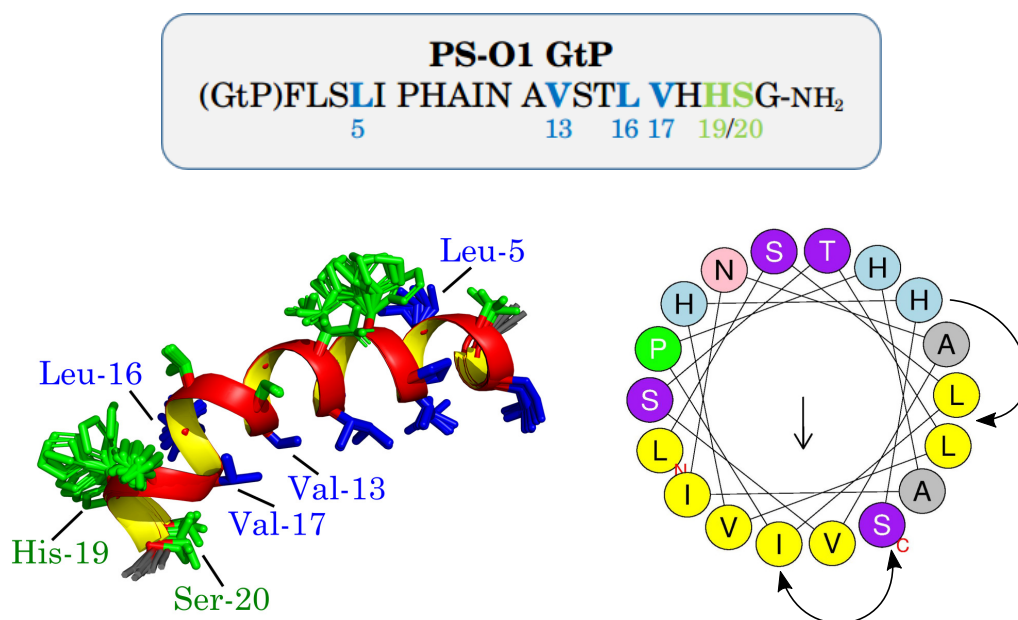 PS-O1 GtP
(GtP)FLSLI PHAIN AVSTL VHHSG-NH₂
5 13 16 17 19/20
Leu-5
Leu-16
Val-13
Val-17
His-19
Ser-20
S T
N H
H H
P A
S L
L L
N
I A
V S
I V C